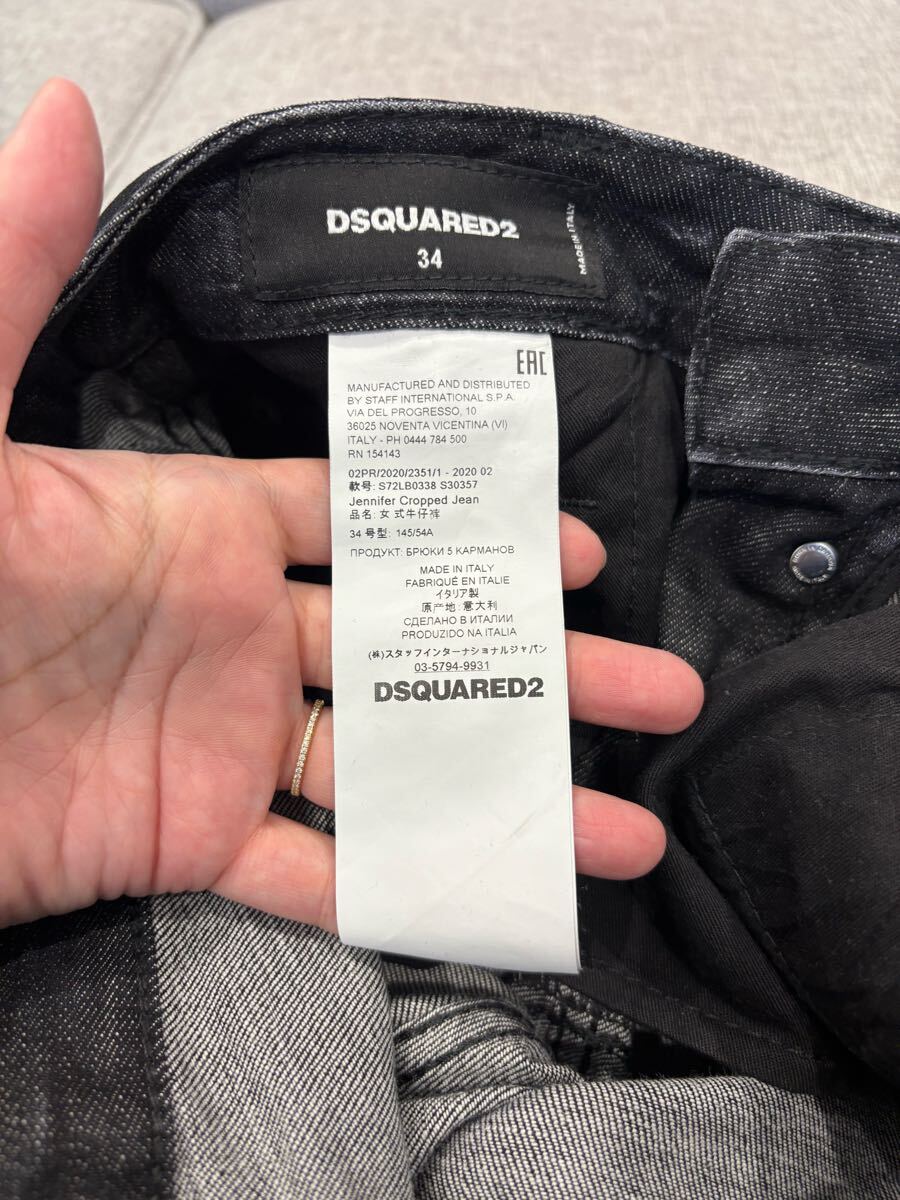 DSQUARED2
34
MADE IN ITALY
EAC
MANUFACTURED AND DISTRIBUTED
BY STAFF INTERNATIONAL S.P.A.
VIA DEL PROGRESSO, 10
36025 NOVENTA VICENTINA (VI)
ITALY - PH 0444 784 500
RN 154143
02PR/2020/2351/1 - 2020 02
款号: S72LB0338 S30357
Jennifer Cropped Jean
品名: 女 式牛仔裤
34 号型: 145/54A
ПРОДУКТ: БРЮКИ 5 КАРМАНОВ
MADE IN ITALY
FABRIQUÉ EN ITALIE
イタリア製
原产地: 意大利
СДЕЛАНО В ИТАЛИИ
PRODUZIDO NA ITALIA
(株)スタッフインターナショナルジャパン
03-5794-9931
DSQUARED2